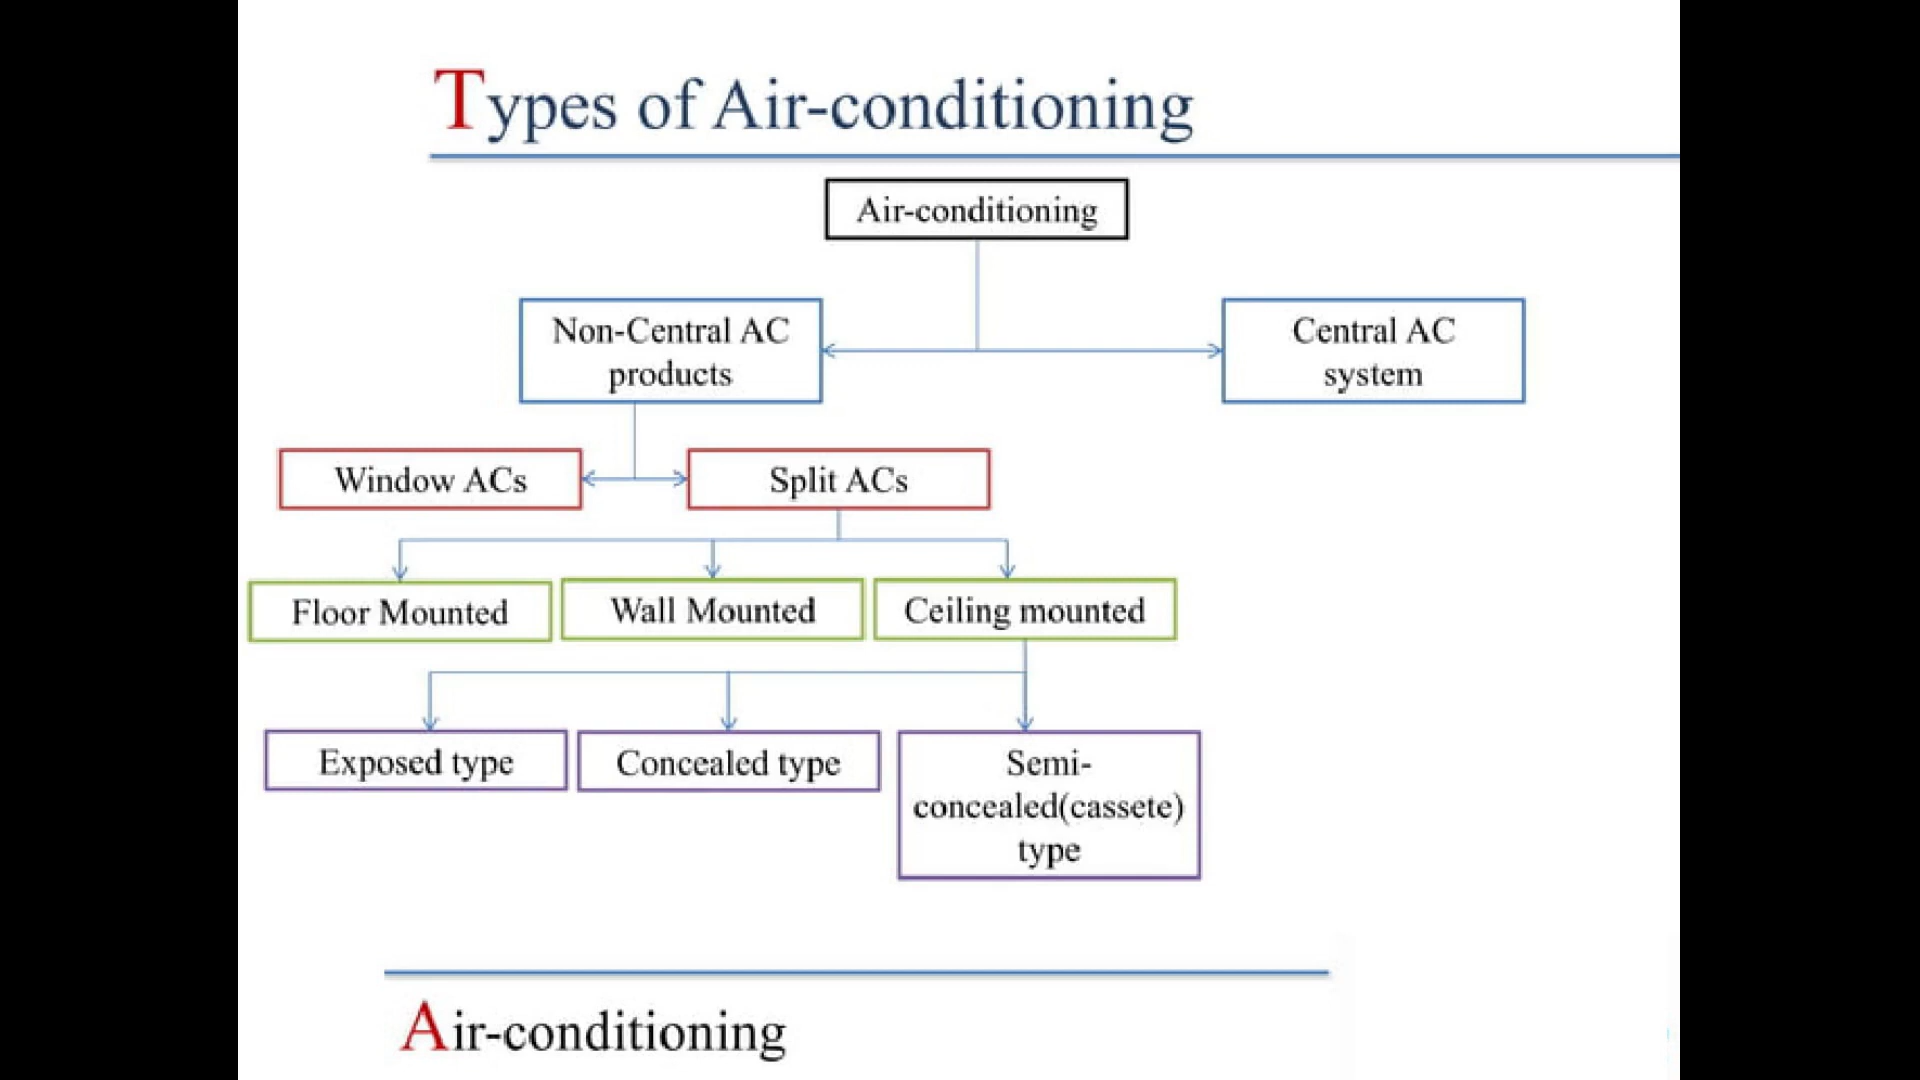 Types of Air-conditioning
Air-conditioning
Non-Central AC
products
Central AC
system
Window ACs
Split ACs
Floor Mounted
Wall Mounted
Ceiling mounted
Exposed type
Concealed type
Semi-
concealed(cassete)
type
Air-conditioning